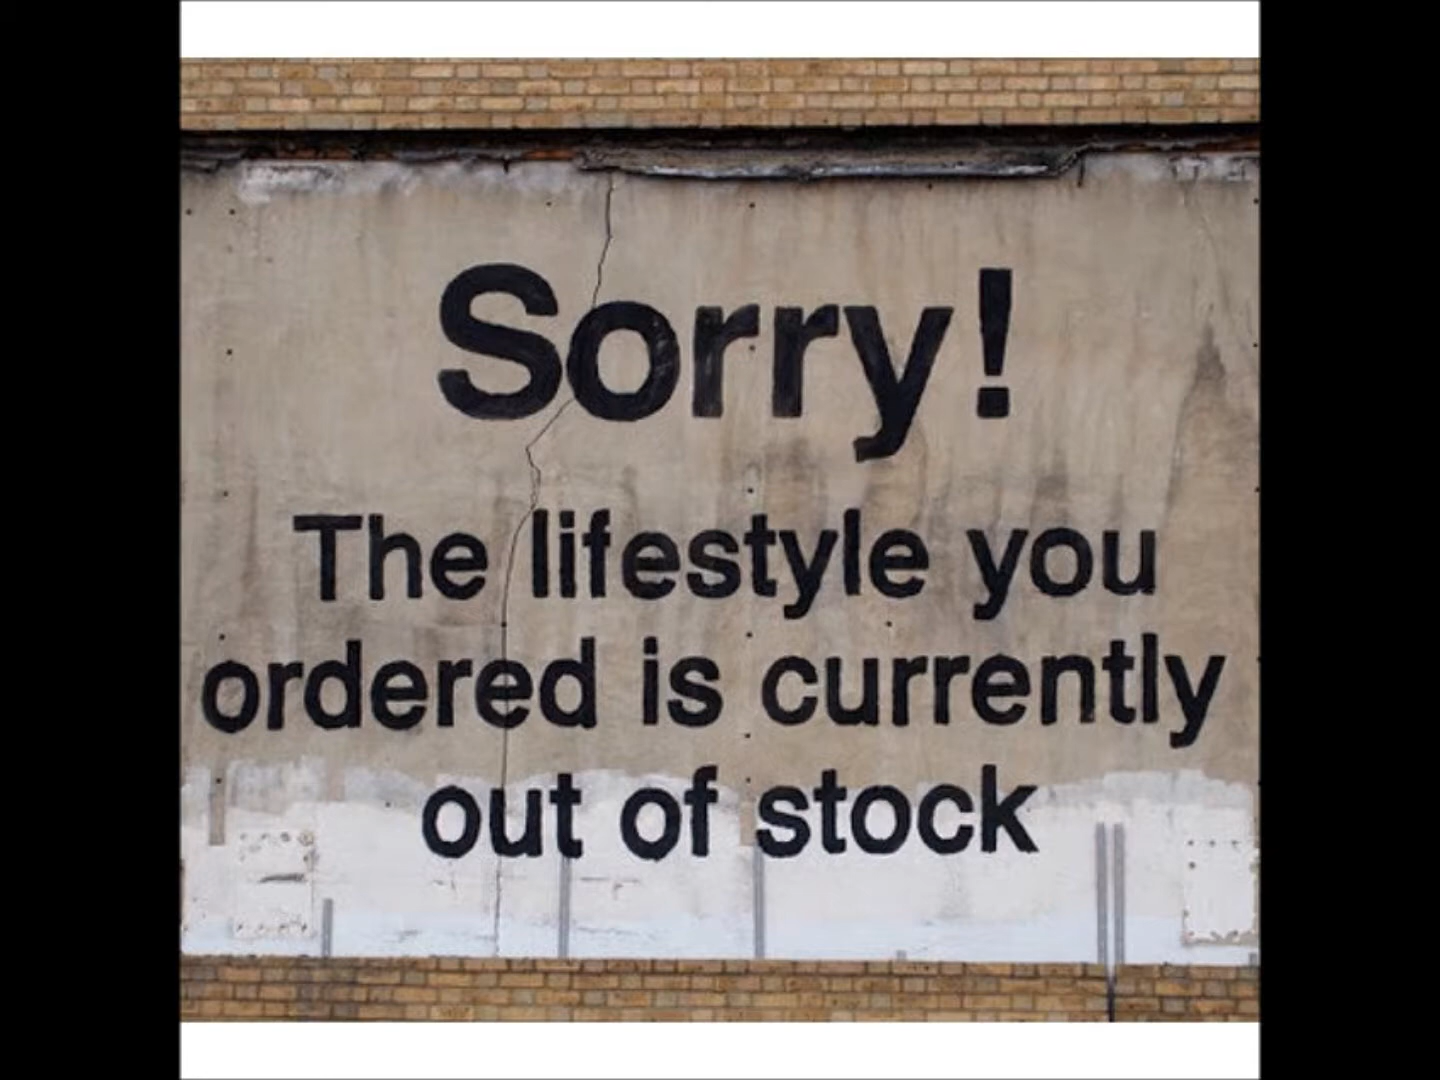 Sorry!
The lifestyle you
ordered is currently
out of stock